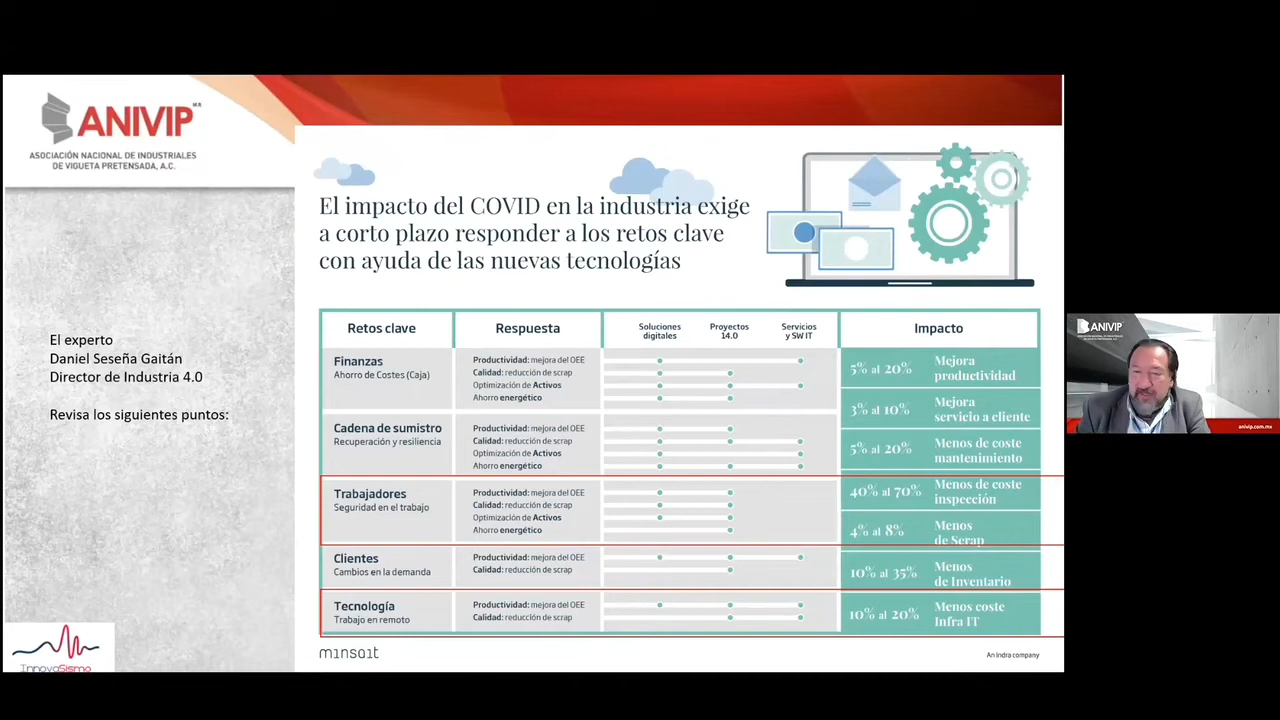 ANIVIP MR
ASOCIACIÓN NACIONAL DE INDUSTRIALES
DE VIGUETA PRETENSADA, A.C.
El experto
Daniel Seseña Gaitán
Director de Industria 4.0
Revisa los siguientes puntos:
InnovaSismo
El impacto del COVID en la industria exige
a corto plazo responder a los retos clave
con ayuda de las nuevas tecnologías
Retos clave
Respuesta
Soluciones
digitales
Proyectos
14.0
Servicios
y SW IT
Impacto
Finanzas
Ahorro de Costes (Caja)
Productividad: mejora del OEE
Calidad: reducción de scrap
Optimización de Activos
Ahorro energético
Cadena de sumistro
Recuperación y resiliencia
Productividad: mejora del OEE
Calidad: reducción de scrap
Optimización de Activos
Ahorro energético
Trabajadores
Seguridad en el trabajo
Productividad: mejora del OEE
Calidad: reducción de scrap
Optimización de Activos
Ahorro energético
Clientes
Cambios en la demanda
Productividad: mejora del OEE
Calidad: reducción de scrap
Tecnología
Trabajo en remoto
Productividad: mejora del OEE
Calidad: reducción de scrap
5% al 20% Mejora
productividad
3% al 10% Mejora
servicio a cliente
5% al 20% Menos de coste
mantenimiento
40% al 70% Menos de coste
inspección
4% al 8% Menos
de Scrap
10% al 35% Menos
de Inventario
10% al 20% Menos coste
Infra IT
minsait
An Indra company
ANIVIP
anivip.com.mx